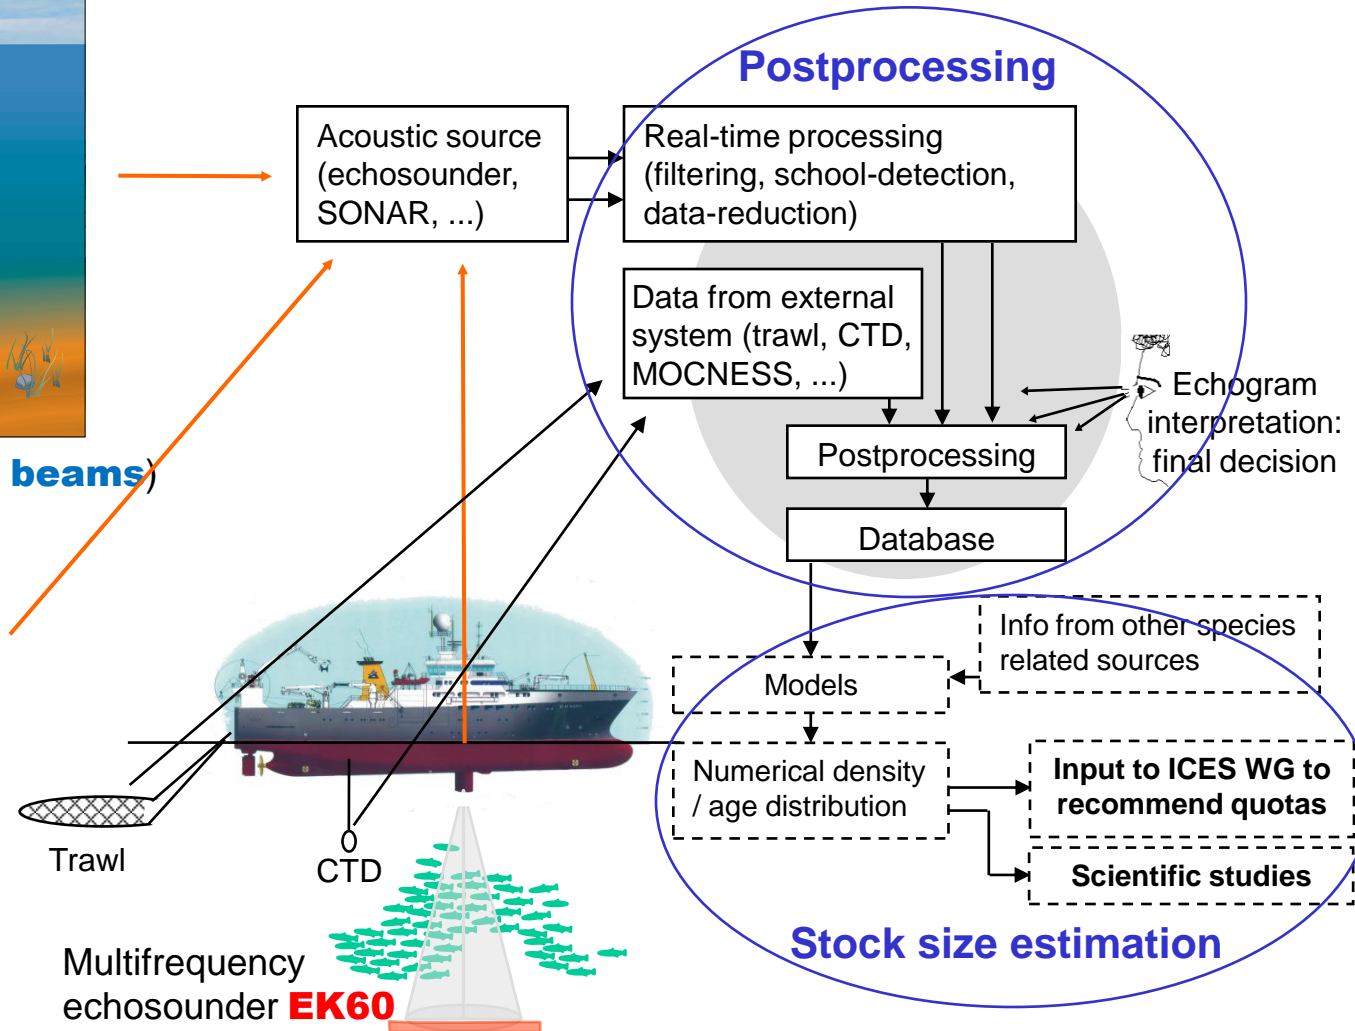 Postprocessing
Acoustic source
(echosounder,
SONAR, ...)
Real-time processing
(filtering, school-detection,
data-reduction)
Data from external
system (trawl, CTD,
MOCNESS, ...)
Echogram
interpretation:
final decision
Postprocessing
beams)
Database
Info from other species
related sources
Models
Numerical density
/ age distribution
Input to ICES WG to
recommend quotas
Trawl
CTD
Scientific studies
Stock size estimation
Multifrequency
echosounder EK60